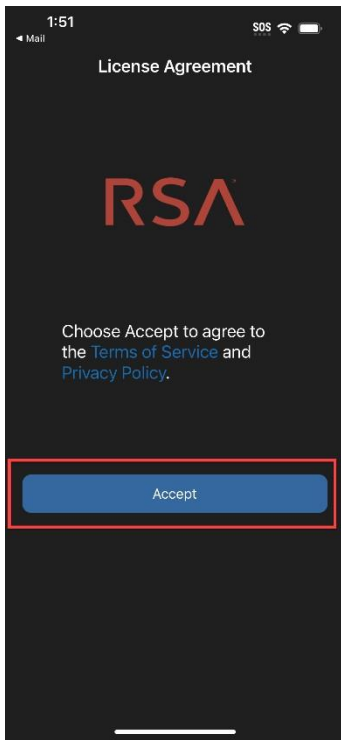 1:51
SOS
◄ Mail
License Agreement
RSA
Choose Accept to agree to
the Terms of Service and
Privacy Policy.
Accept